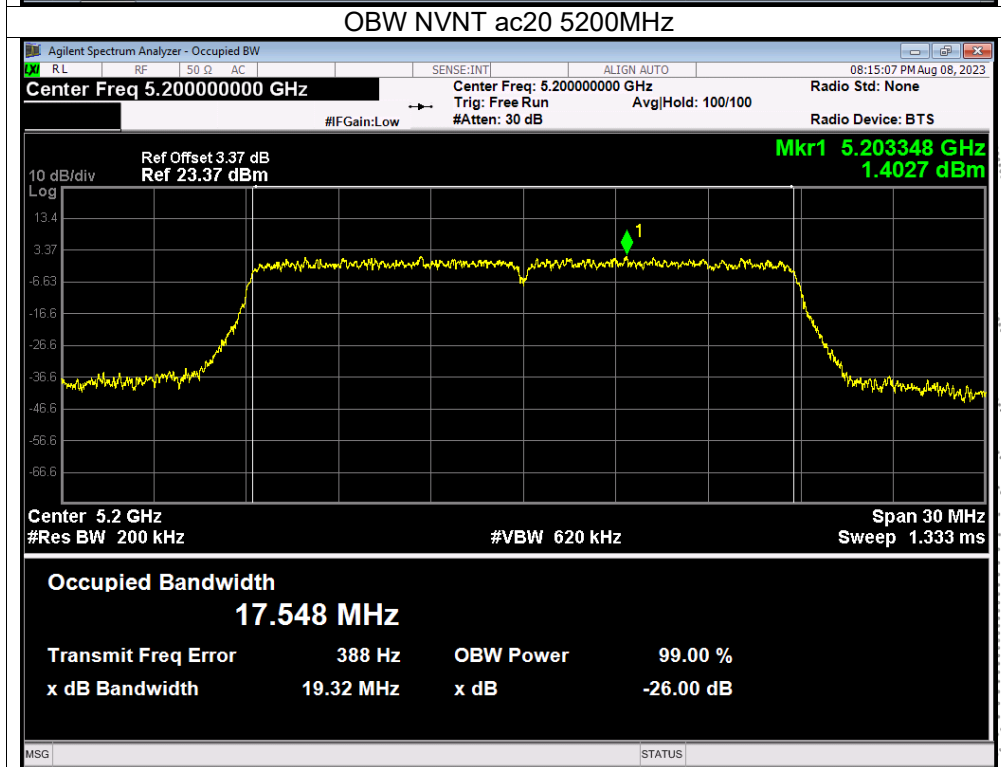 OBW NVNT ac20 5200MHz
Agilent Spectrum Analyzer - Occupied BW
LXI RL RF 50 Ω AC SENSE:INT ALIGN AUTO 08:15:07 PM Aug 08, 2023
Center Freq 5.200000000 GHz
Center Freq: 5.200000000 GHz
Radio Std: None
Trig: Free Run Avg|Hold: 100/100
#IFGain:Low #Atten: 30 dB
Radio Device: BTS
Mkr1 5.203348 GHz
1.4027 dBm
Ref Offset 3.37 dB
10 dB/div Ref 23.37 dBm
Log
13.4
3.37
-6.63
-16.6
-26.6
-36.6
-46.6
-56.6
-66.6
1
Center 5.2 GHz Span 30 MHz
#Res BW 200 kHz #VBW 620 kHz Sweep 1.333 ms
Occupied Bandwidth
17.548 MHz
Transmit Freq Error 388 Hz OBW Power 99.00 %
x dB Bandwidth 19.32 MHz x dB -26.00 dB
MSG STATUS